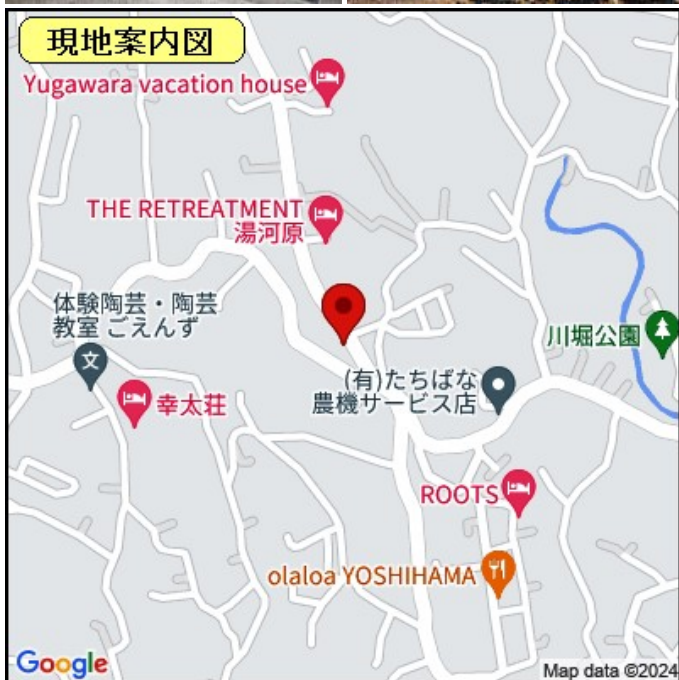 現地案内図
Yugawara vacation house
THE RETREATMENT
湯河原
体験陶芸・陶芸
教室 ごえんず
川堀公園
(有)たちばな
農機サービス店
幸太荘
ROOTS
olaloa YOSHIHAMA
Google
Map data ©2024